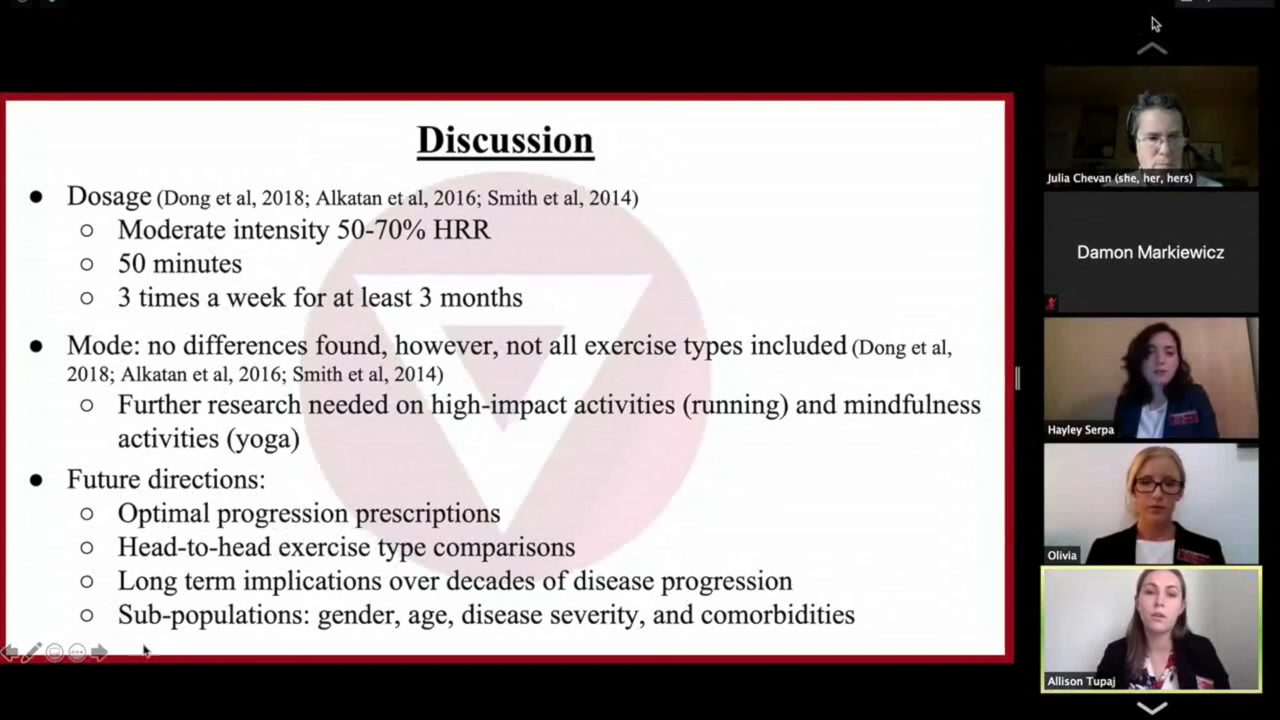 Discussion
● Dosage (Dong et al, 2018; Alkatan et al, 2016; Smith et al, 2014)
○ Moderate intensity 50-70% HRR
○ 50 minutes
○ 3 times a week for at least 3 months
● Mode: no differences found, however, not all exercise types included (Dong et al,
2018; Alkatan et al, 2016; Smith et al, 2014)
○ Further research needed on high-impact activities (running) and mindfulness
activities (yoga)
● Future directions:
○ Optimal progression prescriptions
○ Head-to-head exercise type comparisons
○ Long term implications over decades of disease progression
○ Sub-populations: gender, age, disease severity, and comorbidities
Julia Chevan (she, her, hers)
Damon Markiewicz
Hayley Serpa
Olivia
Allison Tupaj